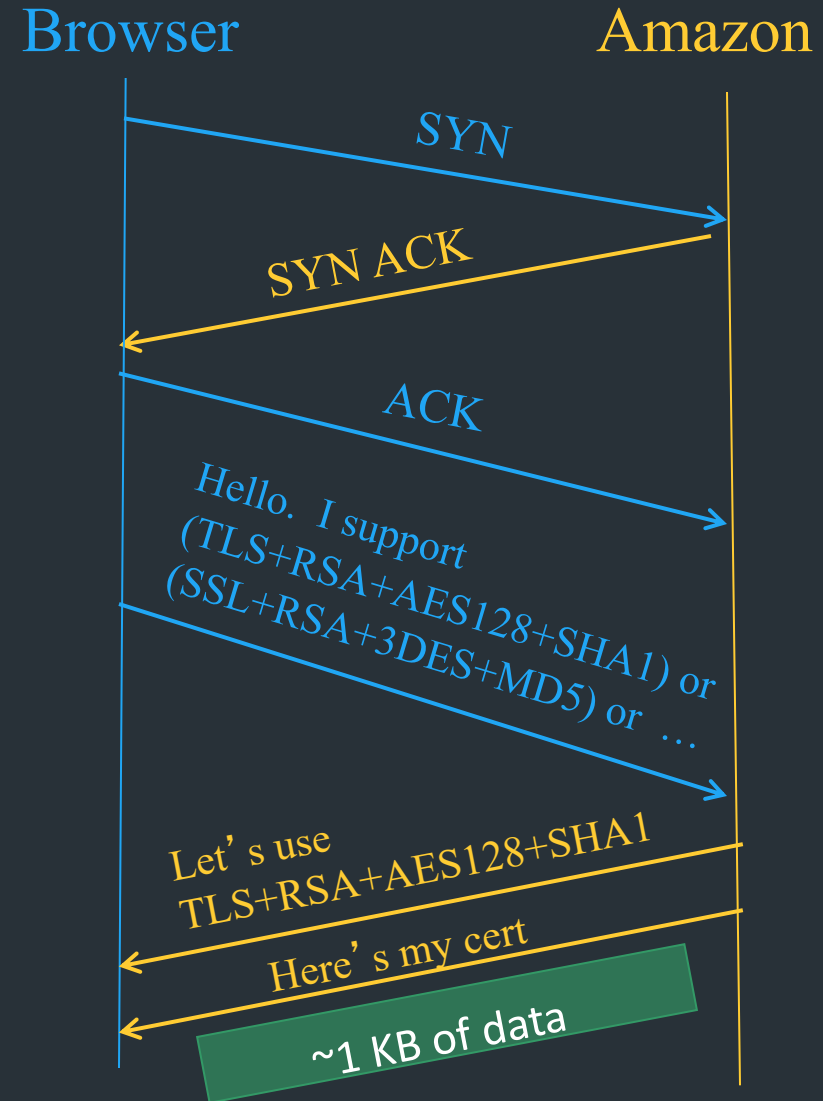 Browser
Amazon
SYN
SYN ACK
ACK
Hello.  I support
(TLS+RSA+AES128+SHA1) or
(SSL+RSA+3DES+MD5) or  …
Let’s use
TLS+RSA+AES128+SHA1
Here’s my cert
~1 KB of data